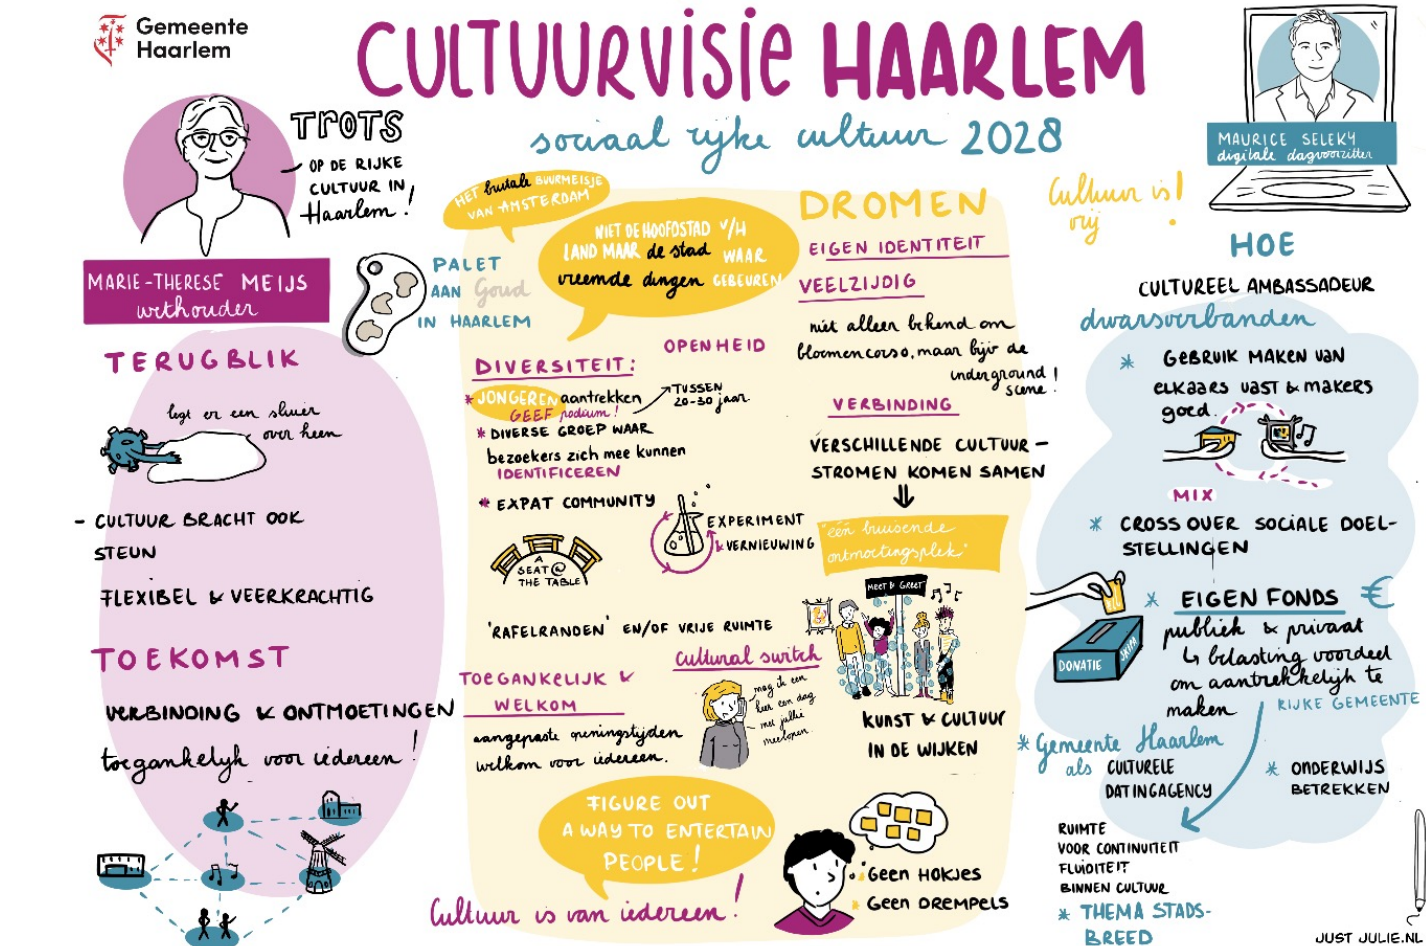 Gemeente
Haarlem
CULTUURVISIE HAARLEM
sociaal rijke cultuur 2028
TROTS
OP DE RIJKE
CULTUUR IN
Haarlem!
MARIE-THERESE MEIJS
wethouder
MAURICE SELEKY
digitale dagvoorzitter
TERUGBLIK
legt er een sluier
over heen
- CULTUUR BRACHT OOK
STEUN
FLEXIBEL & VEERKRACHTIG
TOEKOMST
VERBINDING & ONTMOETINGEN
toegankelijk voor iedereen!
PALET
AAN Goud
IN HAARLEM
HET brutale BUURMEISJE
VAN AMSTERDAM"
NIET DE HOOFDSTAD V/H
LAND MAAR de stad WAAR
vreemde dingen GEBEUREN
OPENHEID
DIVERSITEIT:
* JONGEREN aantrekken
GEEF podium!
TUSSEN
20-30 jaar
* DIVERSE GROEP WAAR
bezoekers zich mee kunnen
IDENTIFICEREN
* EXPAT COMMUNITY
A
SEAT @
THE TABLE
EXPERIMENT
& VERNIEUWING
'RAFELRANDEN' EN/OF VRIJE RUIMTE
Cultural switch
TOEGANKELIJK &
WELKOM
aangepaste openingstijden
welkom voor iedereen.
mag ik een
keer een dag
met jullie
meelopen
FIGURE OUT
A WAY TO ENTERTAIN
PEOPLE!
Cultuur is van iedereen!
DROMEN
EIGEN IDENTITEIT
VEELZIJDIG
niet alleen bekend om
bloemencorso, maar bijv de
underground
scene!
VERBINDING
VERSCHILLENDE CULTUUR-
STROMEN KOMEN SAMEN
"één bruisende
ontmoetingsplek"
MEET & GREET
KUNST & CULTUUR
IN DE WIJKEN
* GEEN HOKJES
* GEEN DREMPELS
Cultuur is!
vrij
HOE
CULTUREEL AMBASSADEUR
dwarsverbanden
* GEBRUIK MAKEN VAN
ELKAARS VAST & MAKERS
goed.
MIX
* CROSS OVER SOCIALE DOEL-
STELLINGEN
* EIGEN FONDS €
publiek & privaat
↳ belasting voordeel
om aantrekkelijk te
maken
DONATIE
RIJKE GEMEENTE
* Gemeente Haarlem
als CULTURELE
DATINGAGENCY
* ONDERWIJS
BETREKKEN
RUIMTE
VOOR CONTINUITEIT
FLUIDITEIT
BINNEN CULTUUR
* THEMA STADS-
BREED
JUST JULIE.NL